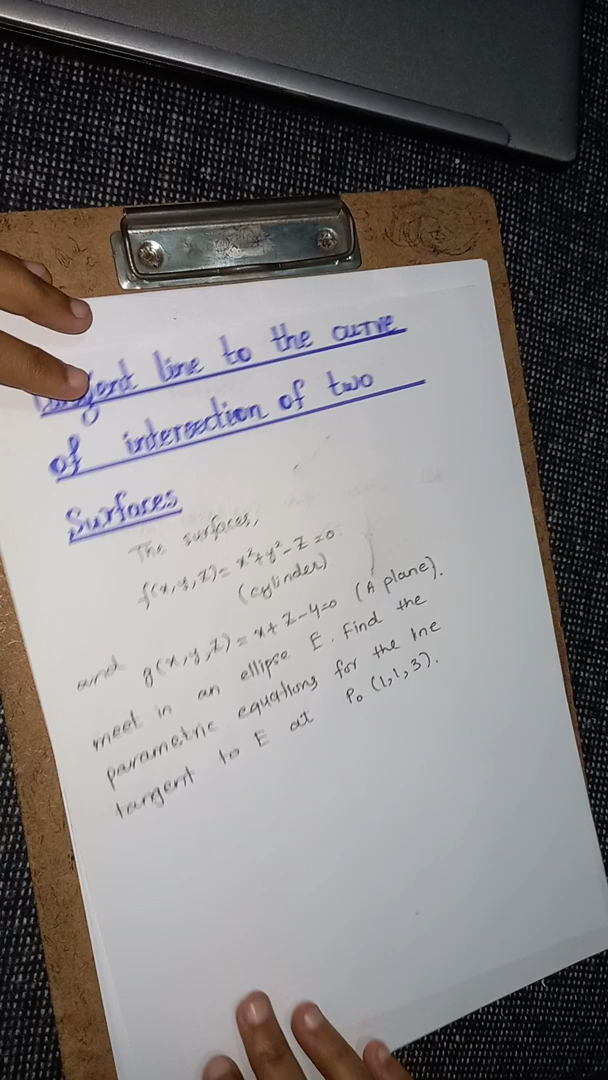 Tangent line to the curve
of intersection of two
Surfaces
The surfaces,
f(x,y,z) = x²+y²-z=0
(cylinder)
and g(x,y,z) = x+z-4=0 (A plane).
meet in an ellipse E. Find the
parametric equations for the line
tangent to E at P₀ (1,1,3).